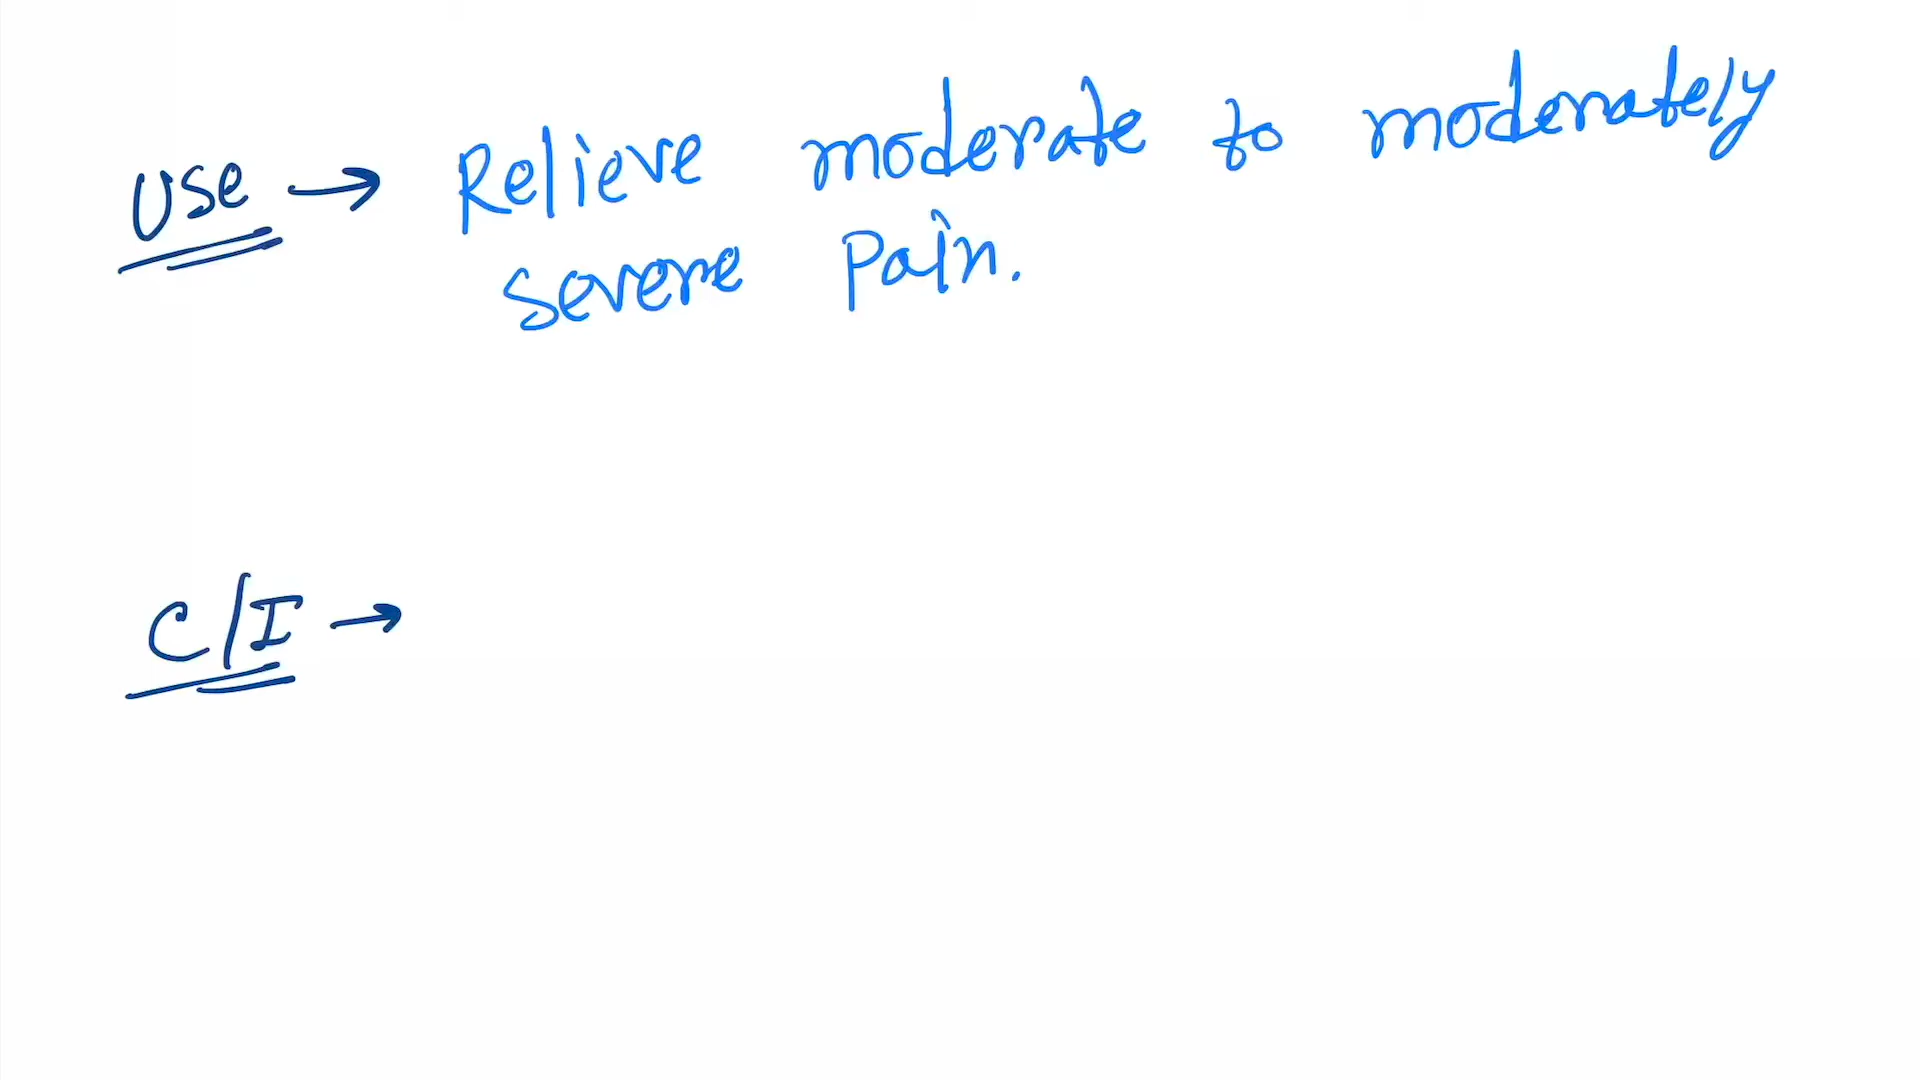 Use → Relieve moderate to moderately
severe Pain.
C/I →